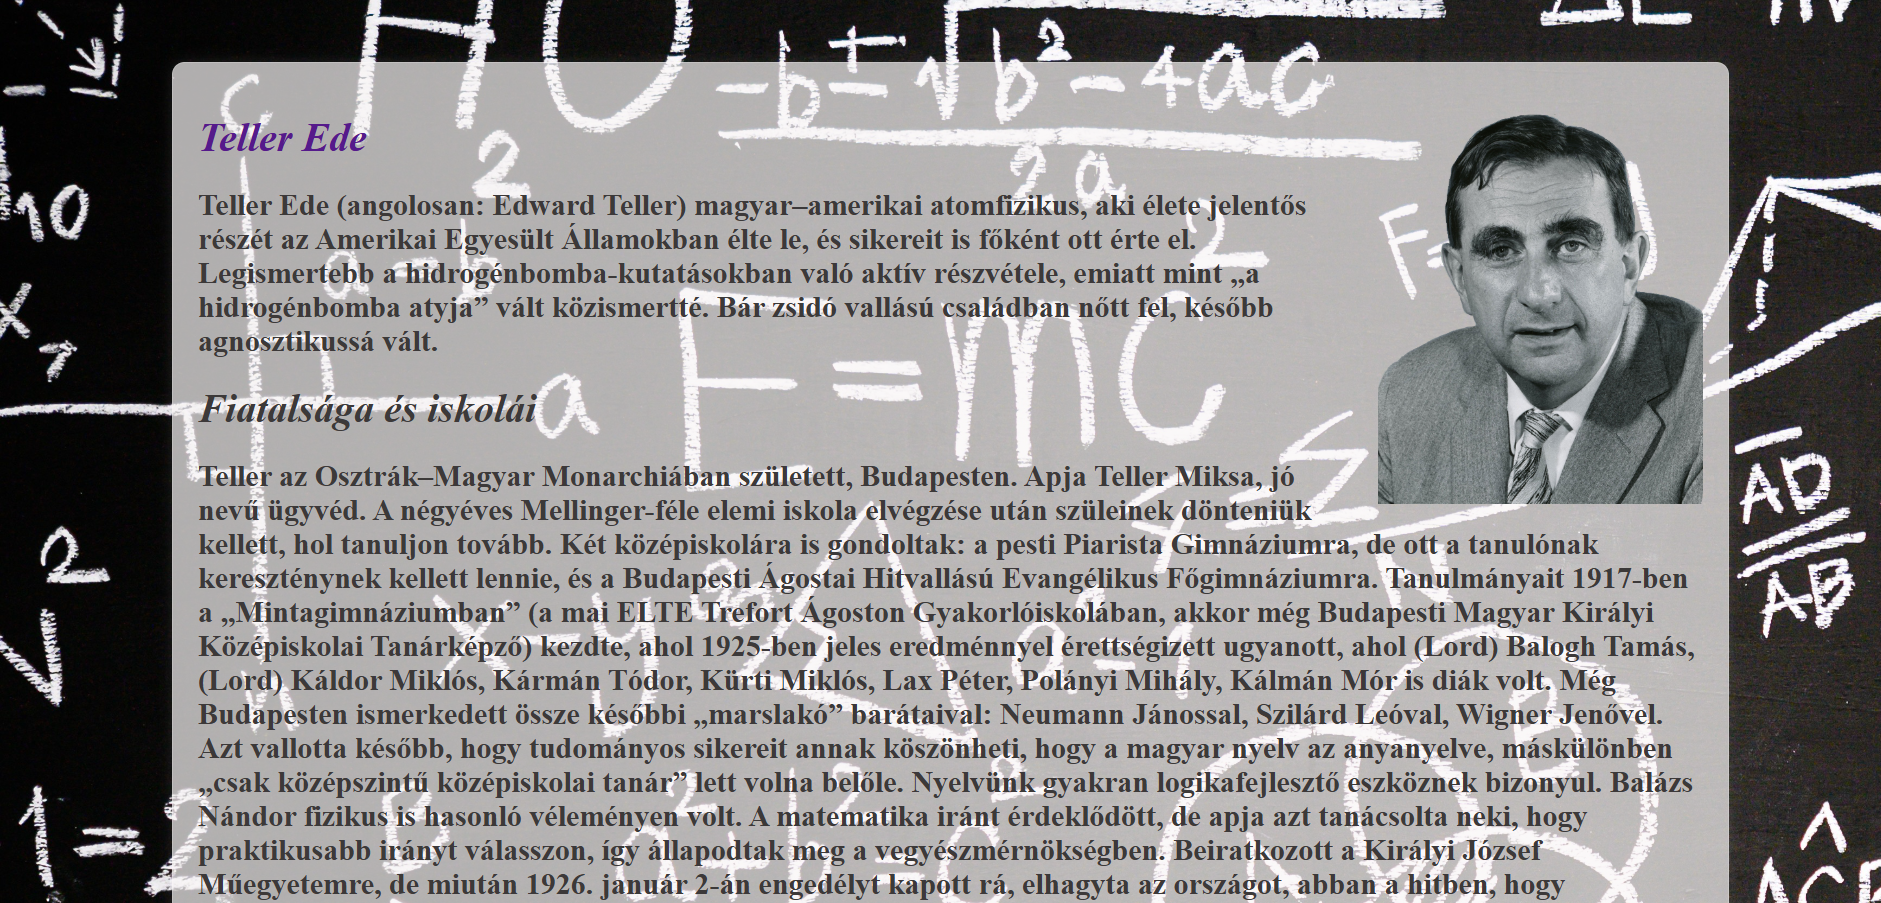 Teller Ede
Teller Ede (angolosan: Edward Teller) magyar–amerikai atomfizikus, aki élete jelentős
részét az Amerikai Egyesült Államokban élte le, és sikereit is főként ott érte el.
Legismertebb a hidrogénbomba-kutatásokban való aktív részvétele, emiatt mint „a
hidrogénbomba atyja” vált közismertté. Bár zsidó vallású családban nőtt fel, később
agnosztikussá vált.
Fiatalsága és iskolái
Teller az Osztrák–Magyar Monarchiában született, Budapesten. Apja Teller Miksa, jó
nevű ügyvéd. A négyéves Mellinger-féle elemi iskola elvégzése után szüleinek dönteniük
kellett, hol tanuljon tovább. Két középiskolára is gondoltak: a pesti Piarista Gimnáziumra, de ott a tanulónak
kereszténynek kellett lennie, és a Budapesti Ágostai Hitvallású Evangélikus Főgimnáziumra. Tanulmányait 1917-ben
a „Mintagimnáziumban” (a mai ELTE Trefort Ágoston Gyakorlóiskolában, akkor még Budapesti Magyar Királyi
Középiskolai Tanárképző) kezdte, ahol 1925-ben jeles eredménnyel érettségizett ugyanott, ahol (Lord) Balogh Tamás,
(Lord) Káldor Miklós, Kármán Tódor, Kürti Miklós, Lax Péter, Polányi Mihály, Kálmán Mór is diák volt. Még
Budapesten ismerkedett össze későbbi „marslakó” barátaival: Neumann Jánossal, Szilárd Leóval, Wigner Jenővel.
Azt vallotta később, hogy tudományos sikereit annak köszönheti, hogy a magyar nyelv az anyanyelve, máskülönben
„csak középszintű középiskolai tanár” lett volna belőle. Nyelvünk gyakran logikafejlesztő eszköznek bizonyul. Balázs
Nándor fizikus is hasonló véleményen volt. A matematika iránt érdeklődött, de apja azt tanácsolta neki, hogy
praktikusabb irányt válasszon, így állapodtak meg a vegyészmérnökségben. Beiratkozott a Királyi József
Műegyetemre, de miután 1926. január 2-án engedélyt kapott rá, elhagyta az országot, abban a hitben, hogy